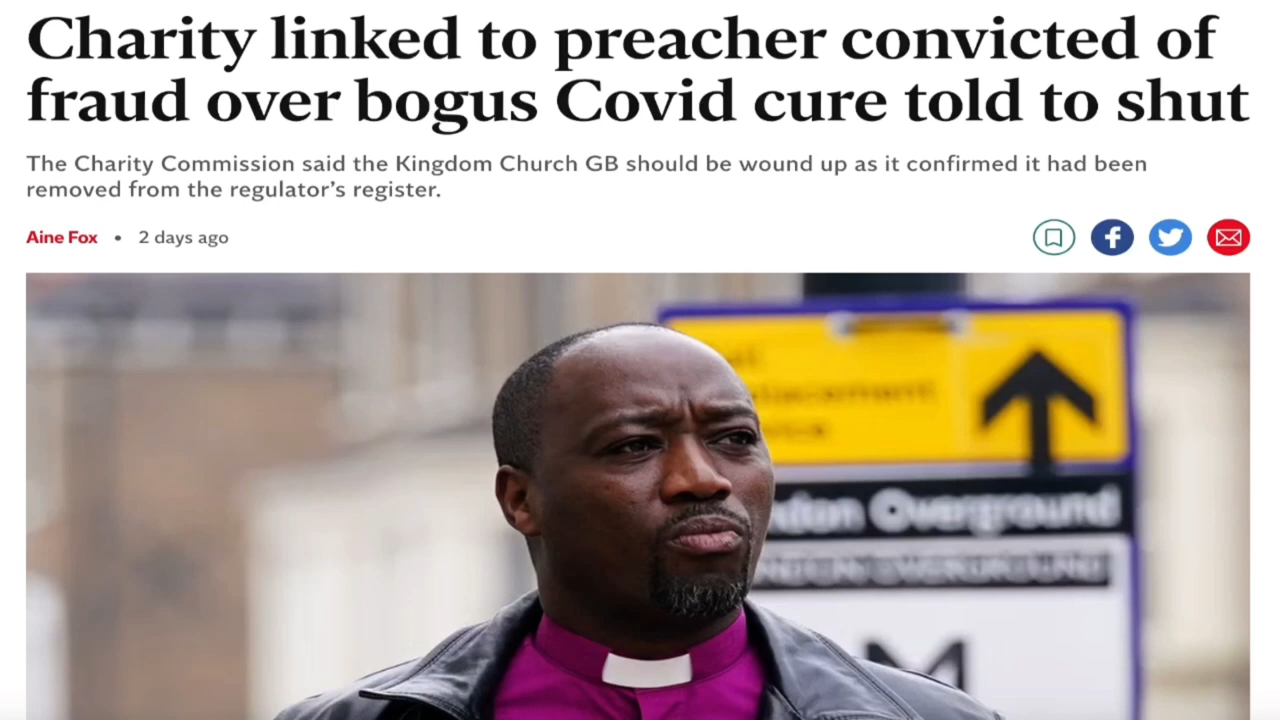 Charity linked to preacher convicted of
fraud over bogus Covid cure told to shut
The Charity Commission said the Kingdom Church GB should be wound up as it confirmed it had been
removed from the regulator’s register.
Aine Fox • 2 days ago
Overground
LONDON OVERGROUND
M